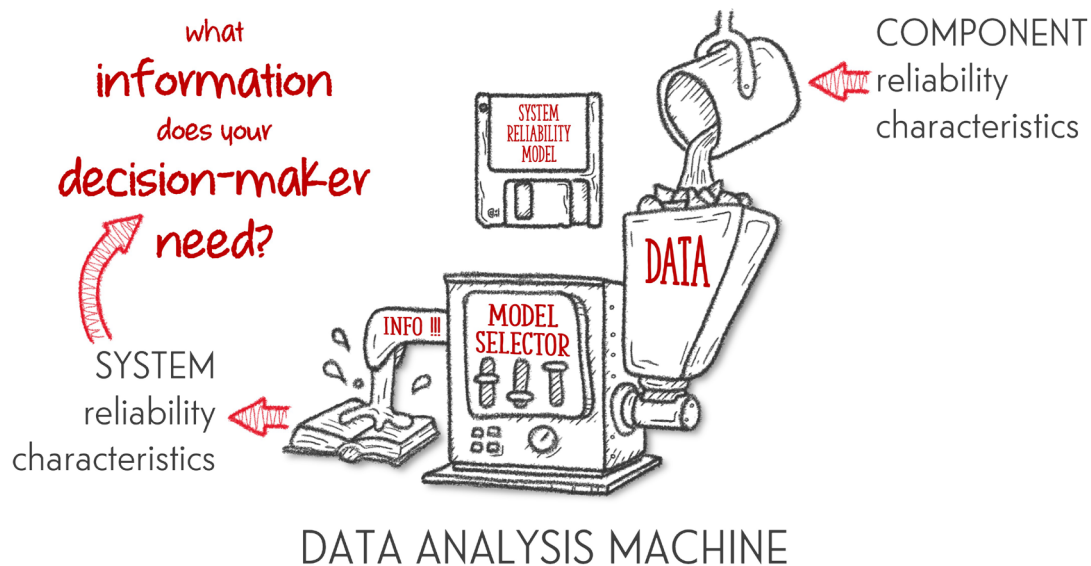 what
information
does your
decision-maker
need?
COMPONENT
reliability
characteristics
SYSTEM
RELIABILITY
MODEL
DATA
INFO !!!
MODEL
SELECTOR
SYSTEM
reliability
characteristics
DATA ANALYSIS MACHINE